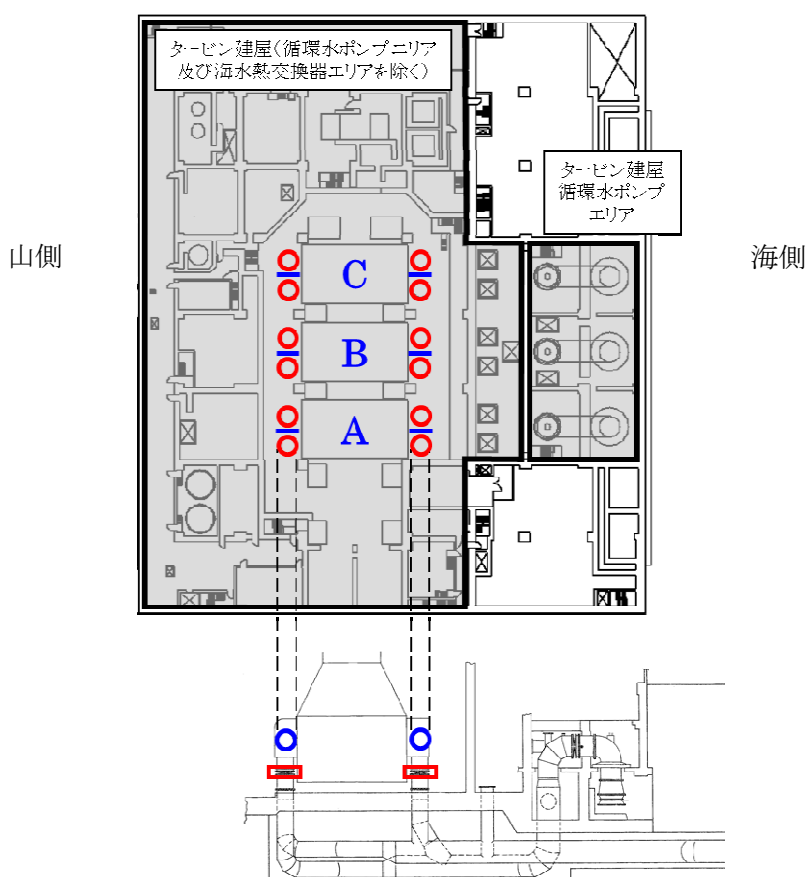 タービン建屋（循環水ポンプエリア
及び海水熱交換器エリアを除く）
タービン建屋
循環水ポンプ
エリア
山側
海側
C
B
A